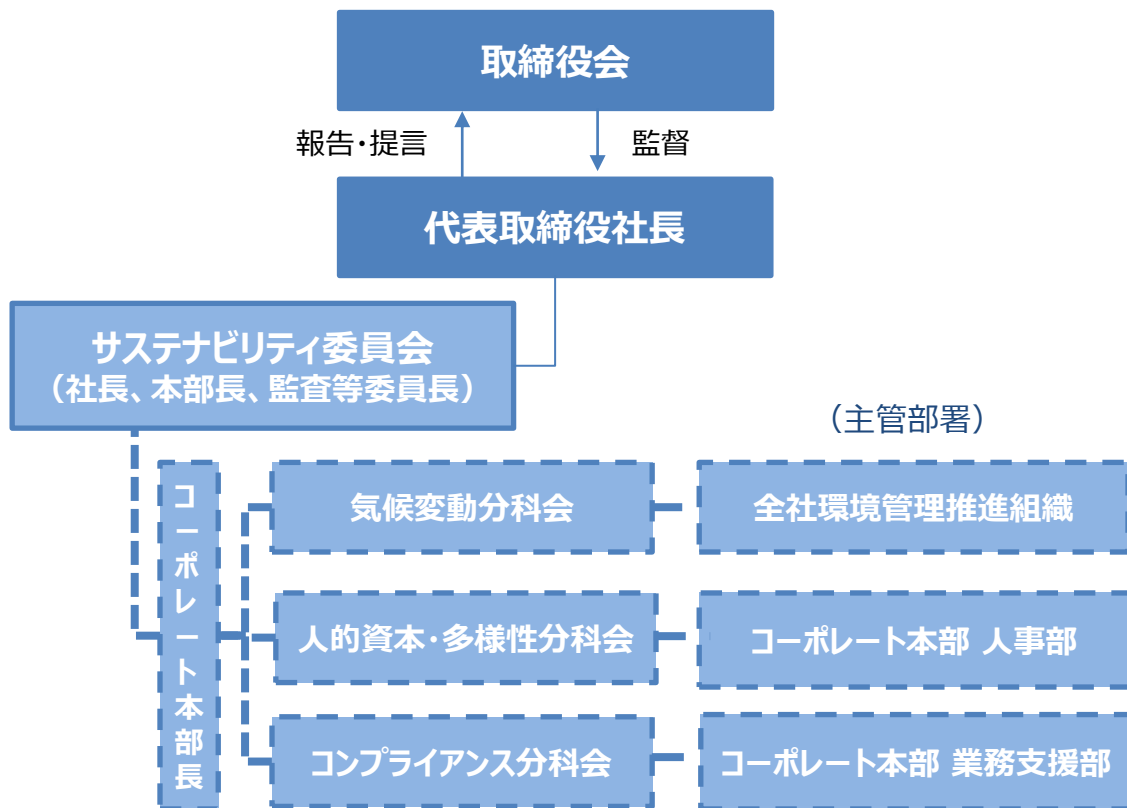 取締役会
報告・提言
監督
代表取締役社長
サステナビリティ委員会
（社長、本部長、監査等委員長）
（主管部署）
コーポレート本部長
気候変動分科会
全社環境管理推進組織
人的資本・多様性分科会
コーポレート本部 人事部
コンプライアンス分科会
コーポレート本部 業務支援部